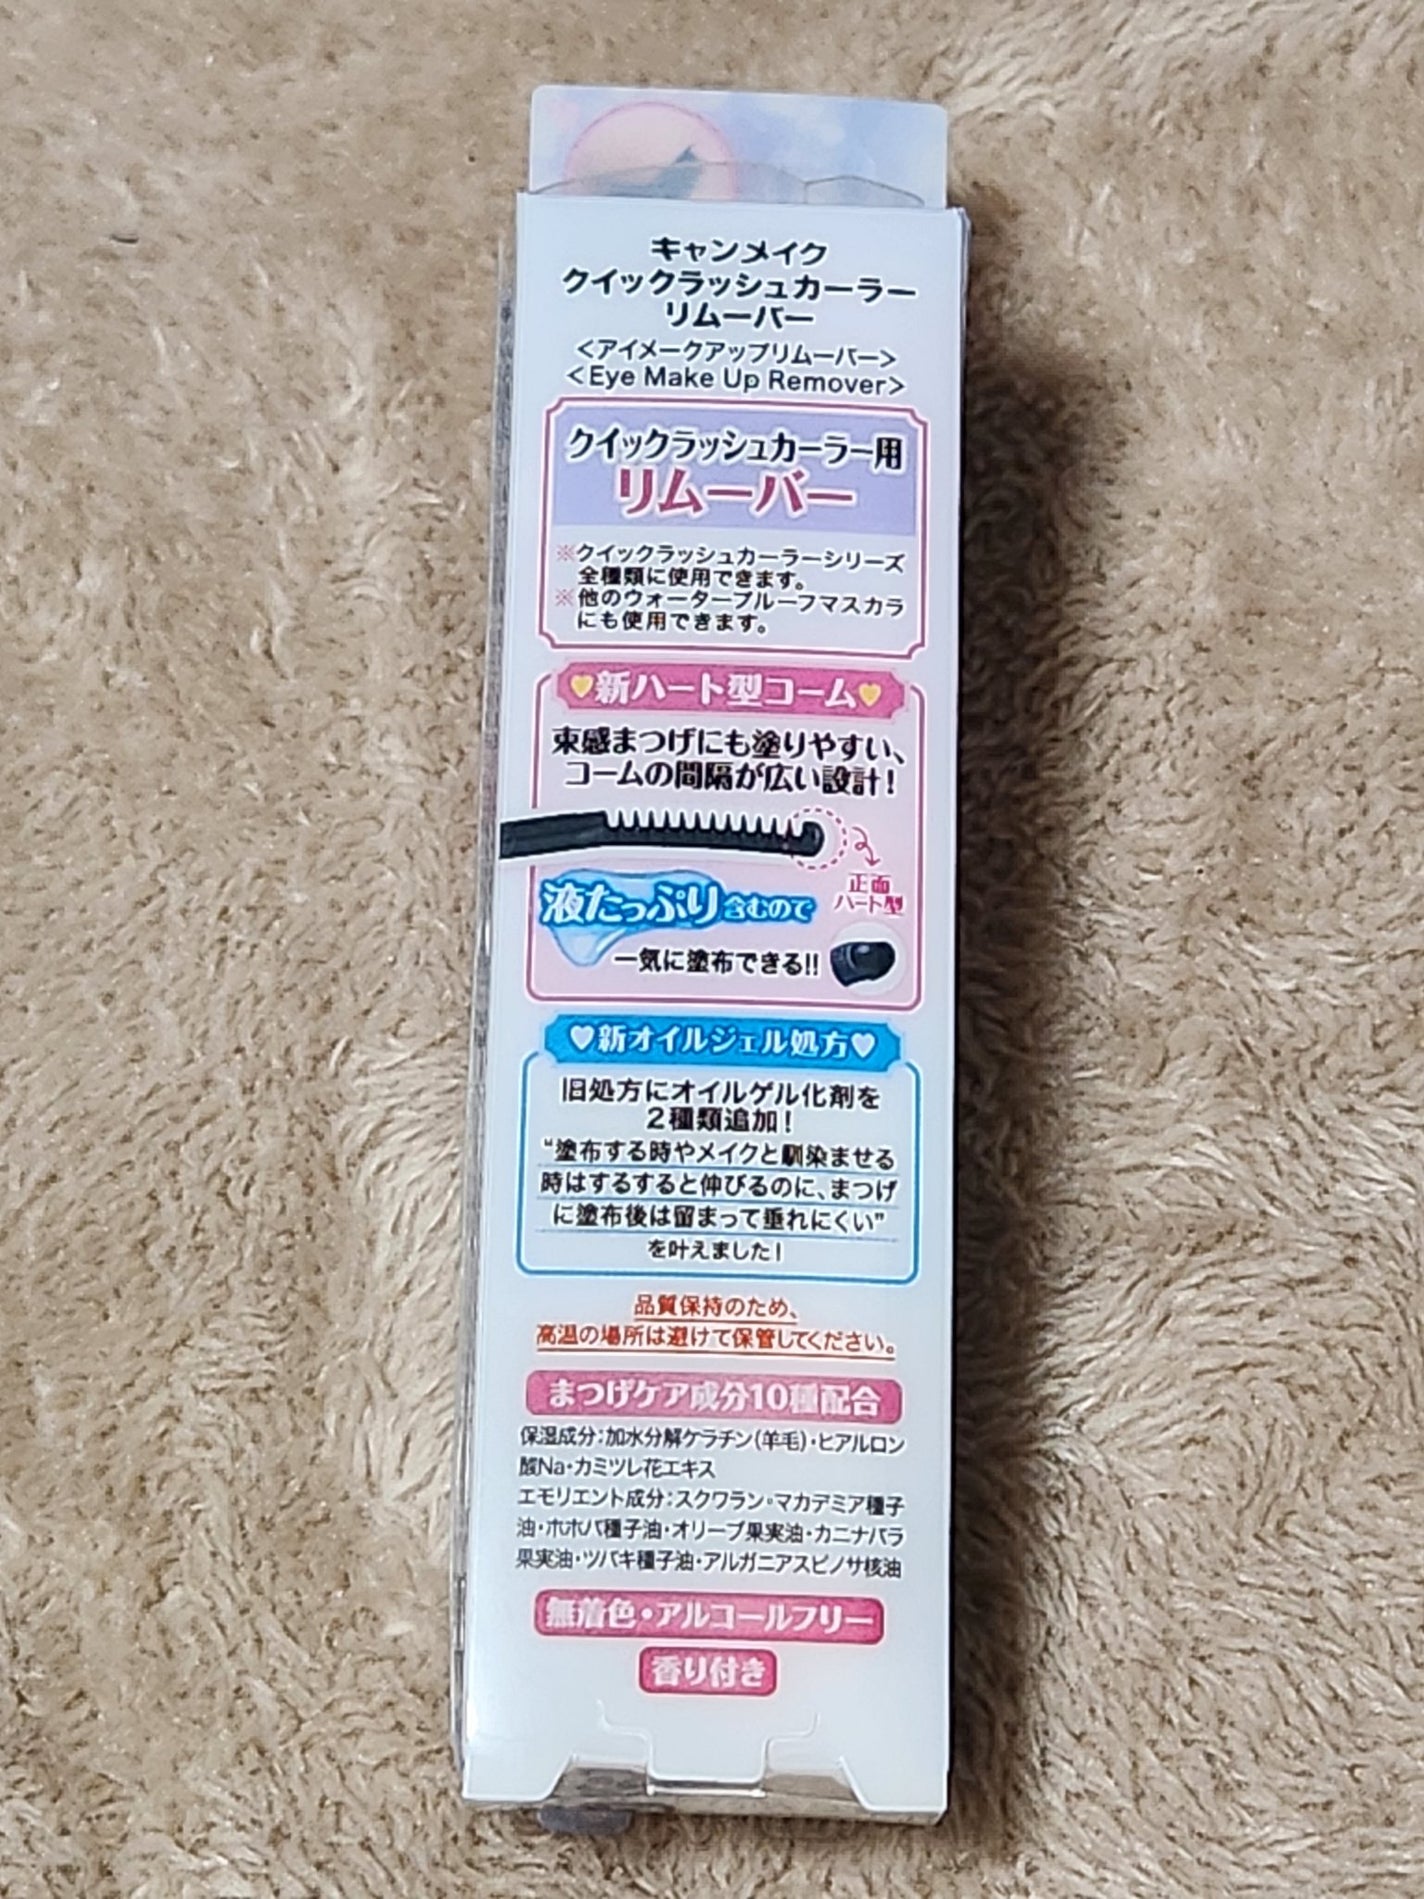 キャンメイク
クイックラッシュカーラー
リムーバー
<アイメークアップリムーバー>
<Eye Make Up Remover>
クイックラッシュカーラー用
リムーバー
※クイックラッシュカーラーシリーズ
全種類に使用できます。
※他のウォータープルーフマスカラ
にも使用できます。
♥新ハート型コーム♥
束感まつげにも塗りやすい、
コームの間隔が広い設計!
正面
ハート型
液たっぷり含むので
一気に塗布できる!!
♥新オイルジェル処方♥
旧処方にオイルゲル化剤を
2種類追加!
“塗布する時やメイクと馴染ませる
時はするすると伸びるのに、まつげ
に塗布後は留まって垂れにくい”
を叶えました!
品質保持のため、
高温の場所は避けて保管してください。
まつげケア成分10種配合
保湿成分:加水分解ケラチン(羊毛)・ヒアルロン
酸Na・カミツレ花エキス
エモリエント成分:スクワラン・マカデミア種子
油・ホホバ種子油・オリーブ果実油・カニナバラ
果実油・ツバキ種子油・アルガニアスピノサ核油
無着色・アルコールフリー
香り付き